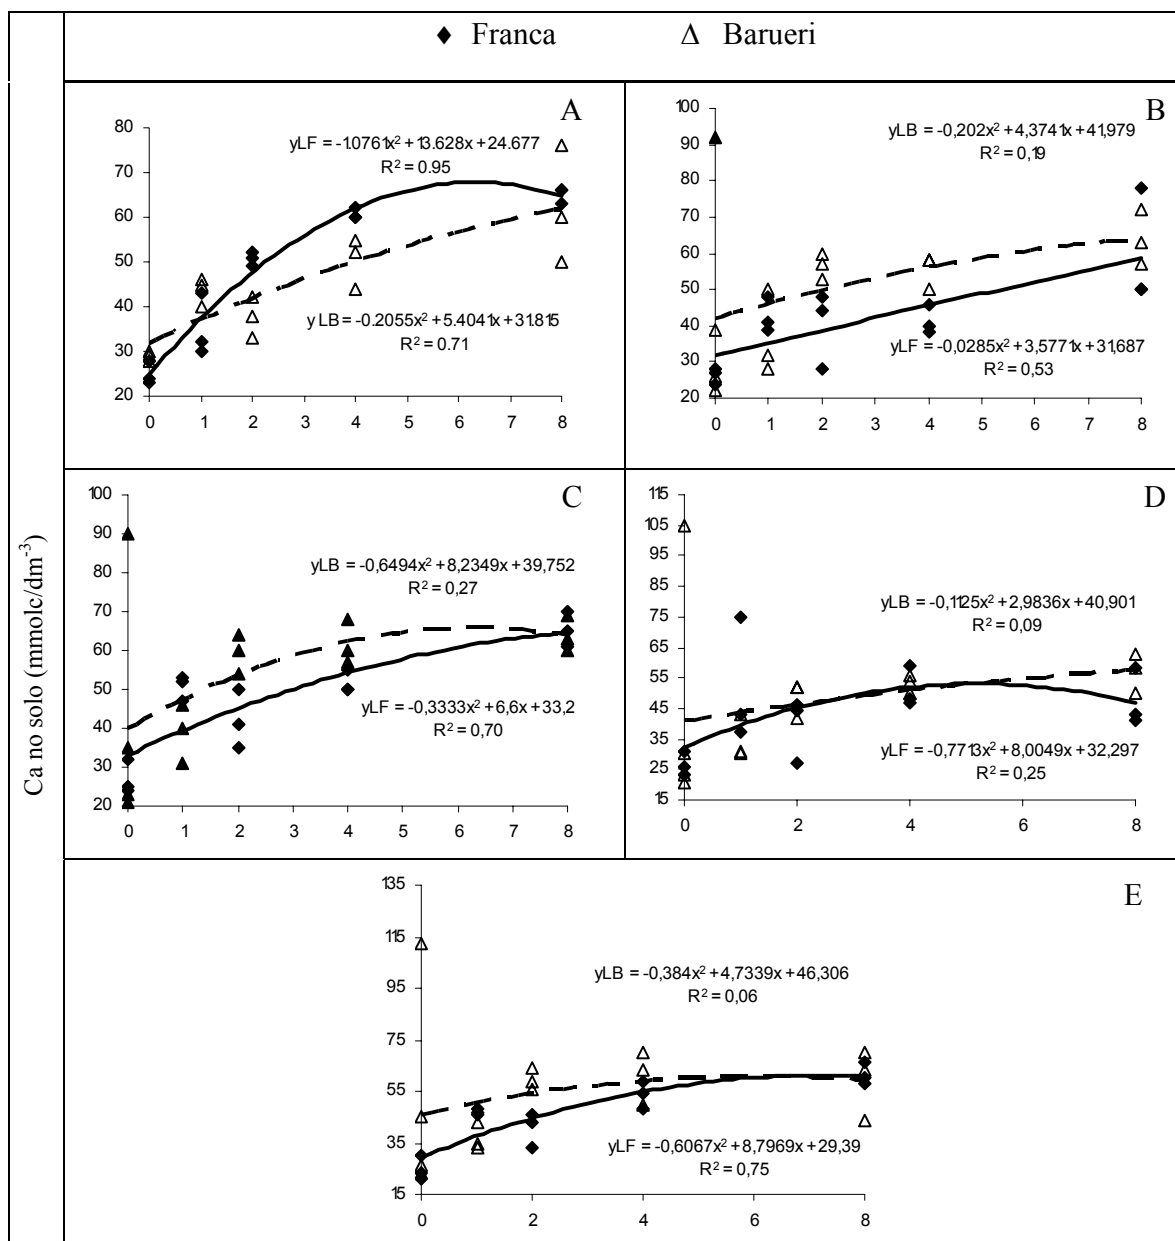 Franca Δ Barueri
Ca no solo (mmolc/dm⁻³)
A
80
70
60
50
40
30
20
0 1 2 3 4 5 6 7 8
yLF = -1.0761x² + 13.628x + 24.677
R² = 0.95
yLB = -0.2055x² + 5.4041x + 31.815
R² = 0.71
B
100
90
80
70
60
50
40
30
20
0 1 2 3 4 5 6 7 8
yLB = -0,202x² + 4,3741x + 41,979
R² = 0,19
yLF = -0,0285x² + 3,5771x + 31,687
R² = 0,53
C
100
90
80
70
60
50
40
30
20
0 1 2 3 4 5 6 7 8
yLB = -0,6494x² + 8,2349x + 39,752
R² = 0,27
yLF = -0,3333x² + 6,6x + 33,2
R² = 0,70
D
115
105
95
85
75
65
55
45
35
25
15
0 2 4 6 8
yLB = -0,1125x² + 2,9836x + 40,901
R² = 0,09
yLF = -0,7713x² + 8,0049x + 32,297
R² = 0,25
E
135
115
95
75
55
35
15
0 2 4 6 8
yLB = -0,384x² + 4,7339x + 46,306
R² = 0,06
yLF = -0,6067x² + 8,7969x + 29,39
R² = 0,75